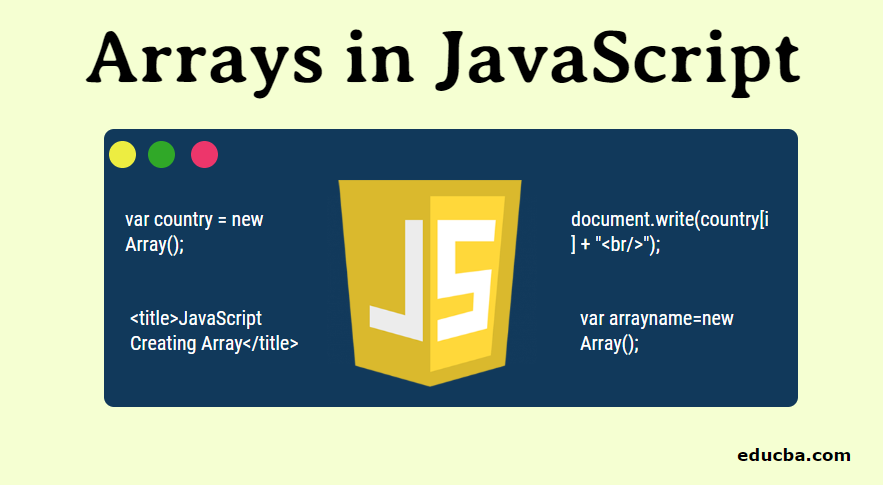 Arrays in JavaScript
var country = new
Array();
<title>JavaScript
Creating Array</title>
JS
document.write(country[i
] + "<br/>");
var arrayname=new
Array();
educba.com